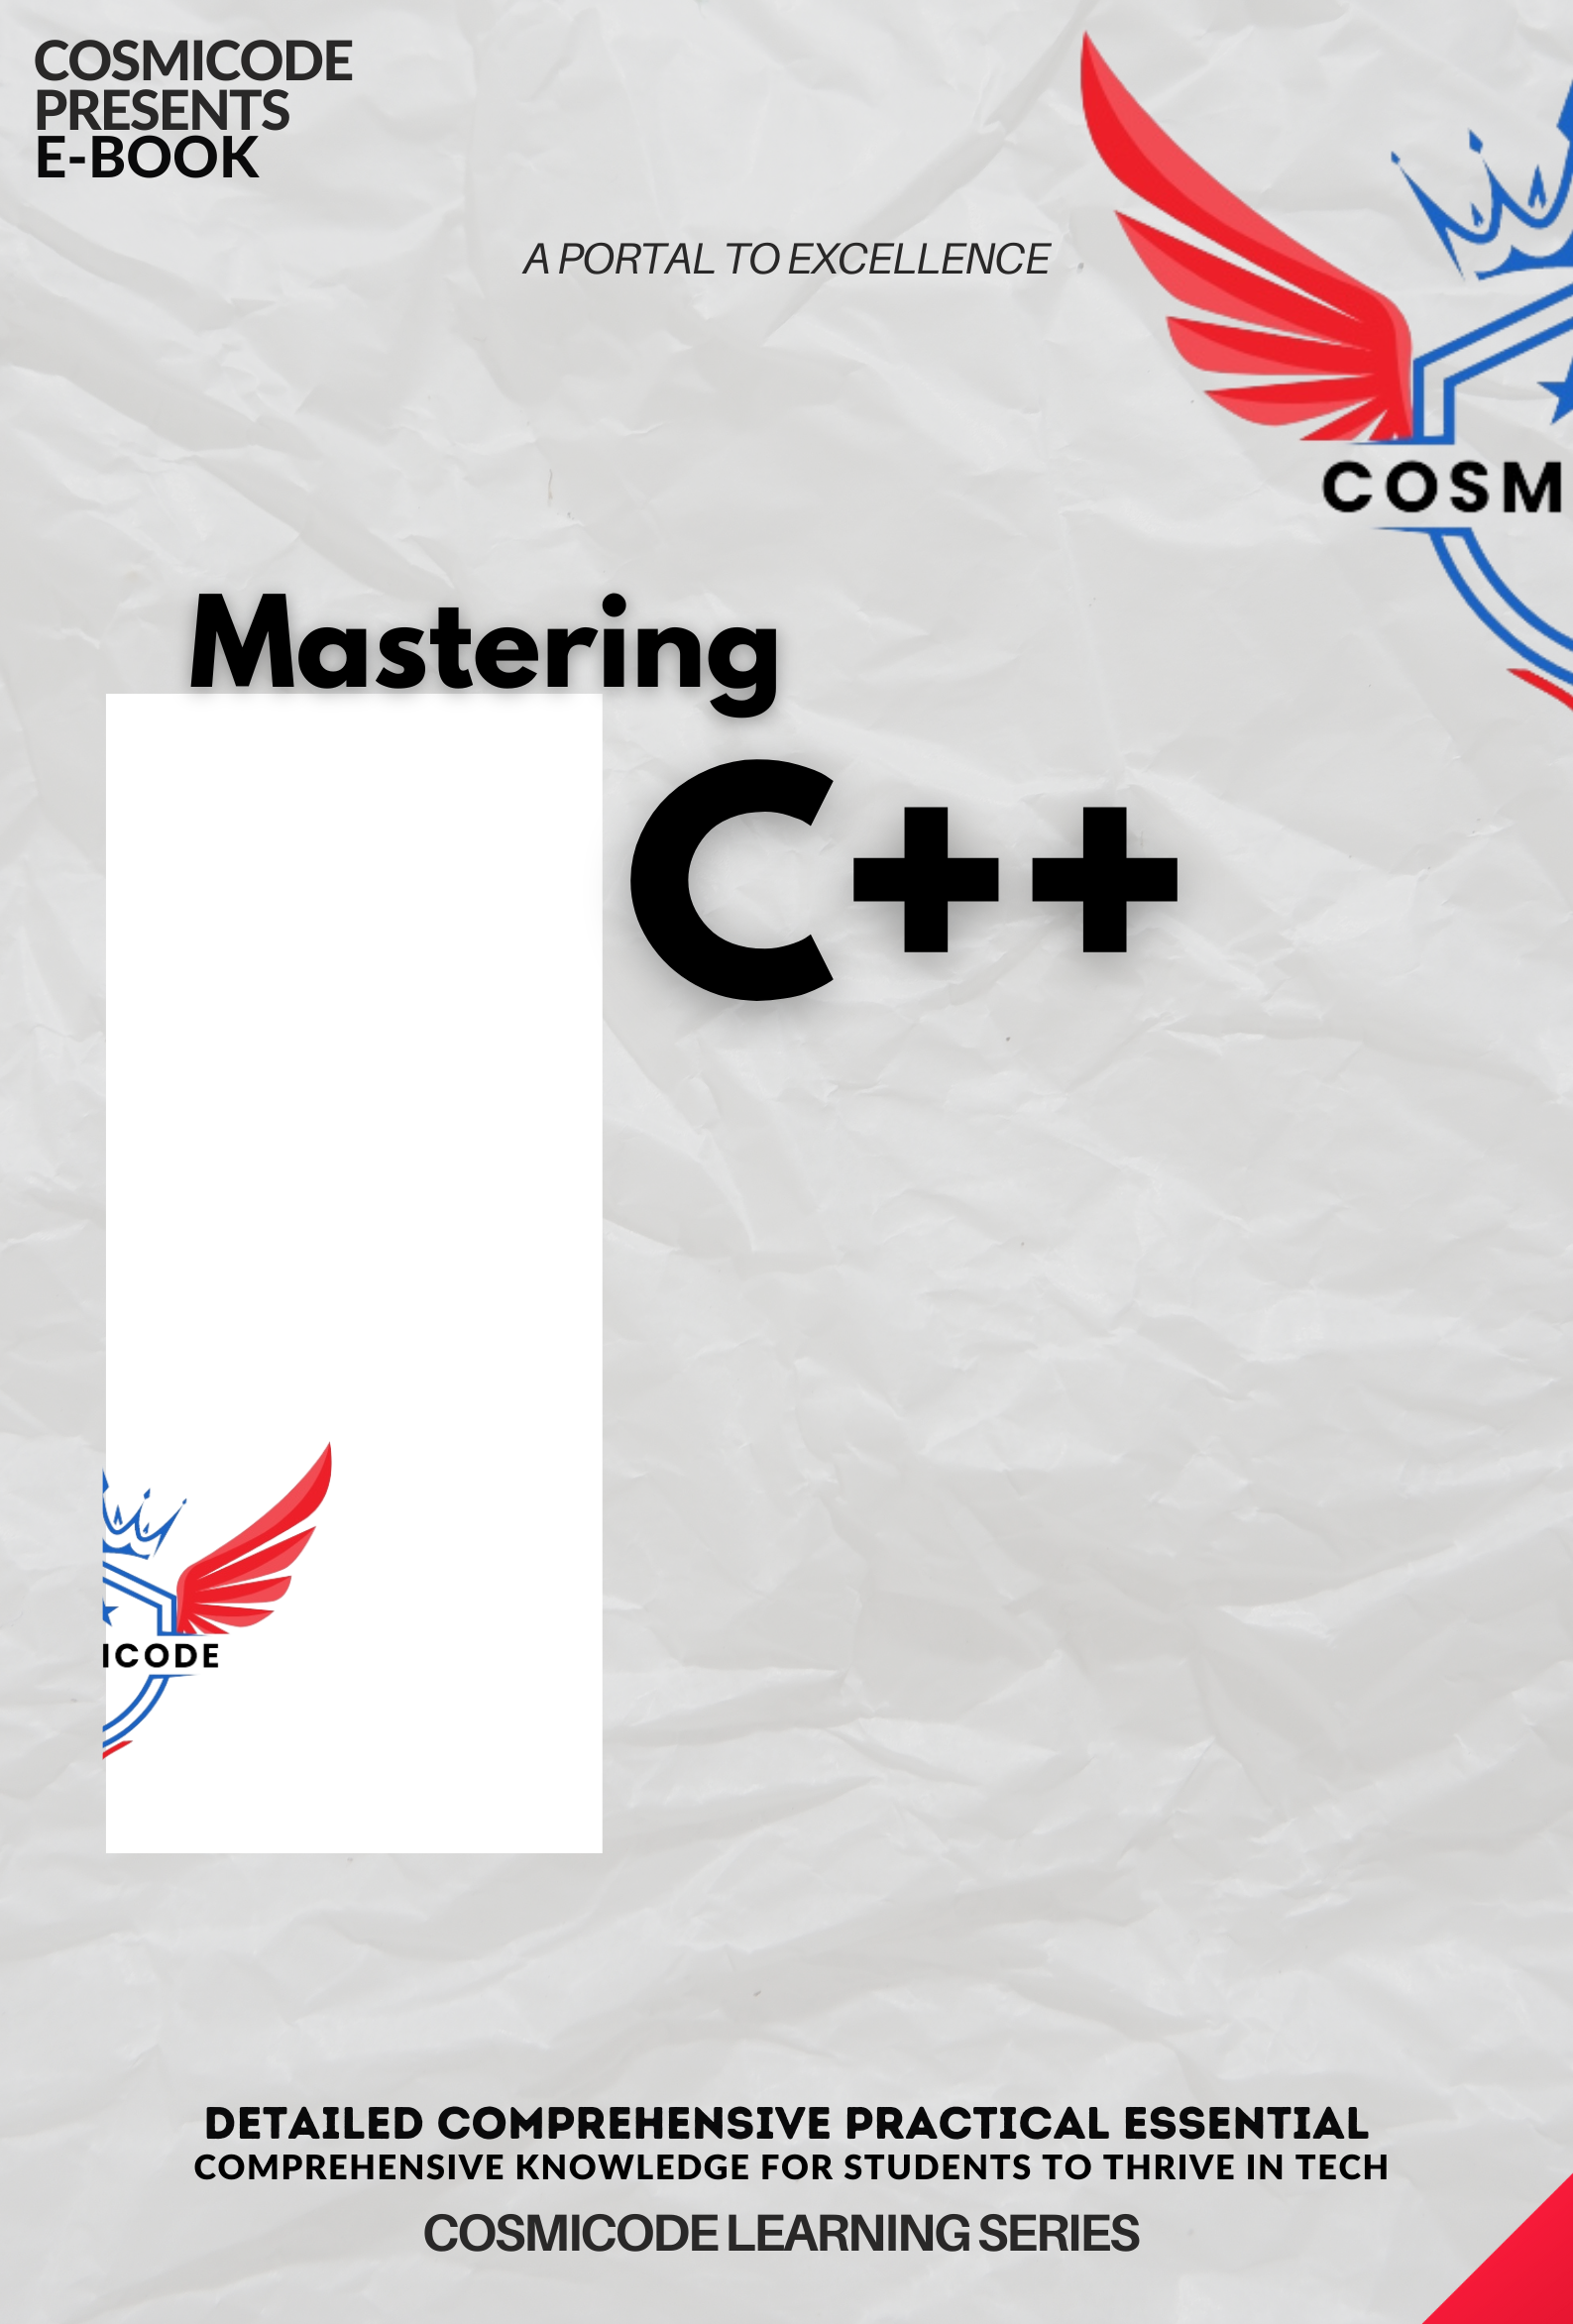 COSMICODE
PRESENTS
E-BOOK
A PORTAL TO EXCELLENCE
COSM
Mastering
C++
ICODE
DETAILED COMPREHENSIVE PRACTICAL ESSENTIAL
COMPREHENSIVE KNOWLEDGE FOR STUDENTS TO THRIVE IN TECH
COSMICODE LEARNING SERIES